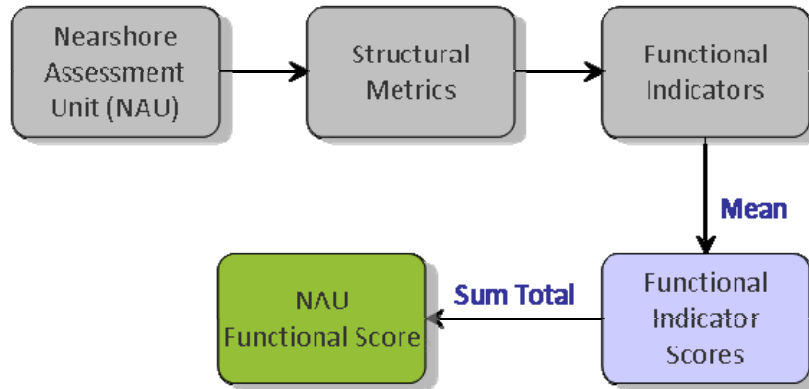 Nearshore
Assessment
Unit (NAU)
Structural
Metrics
Functional
Indicators
Mean
NAU
Functional Score
Sum Total
Functional
Indicator
Scores